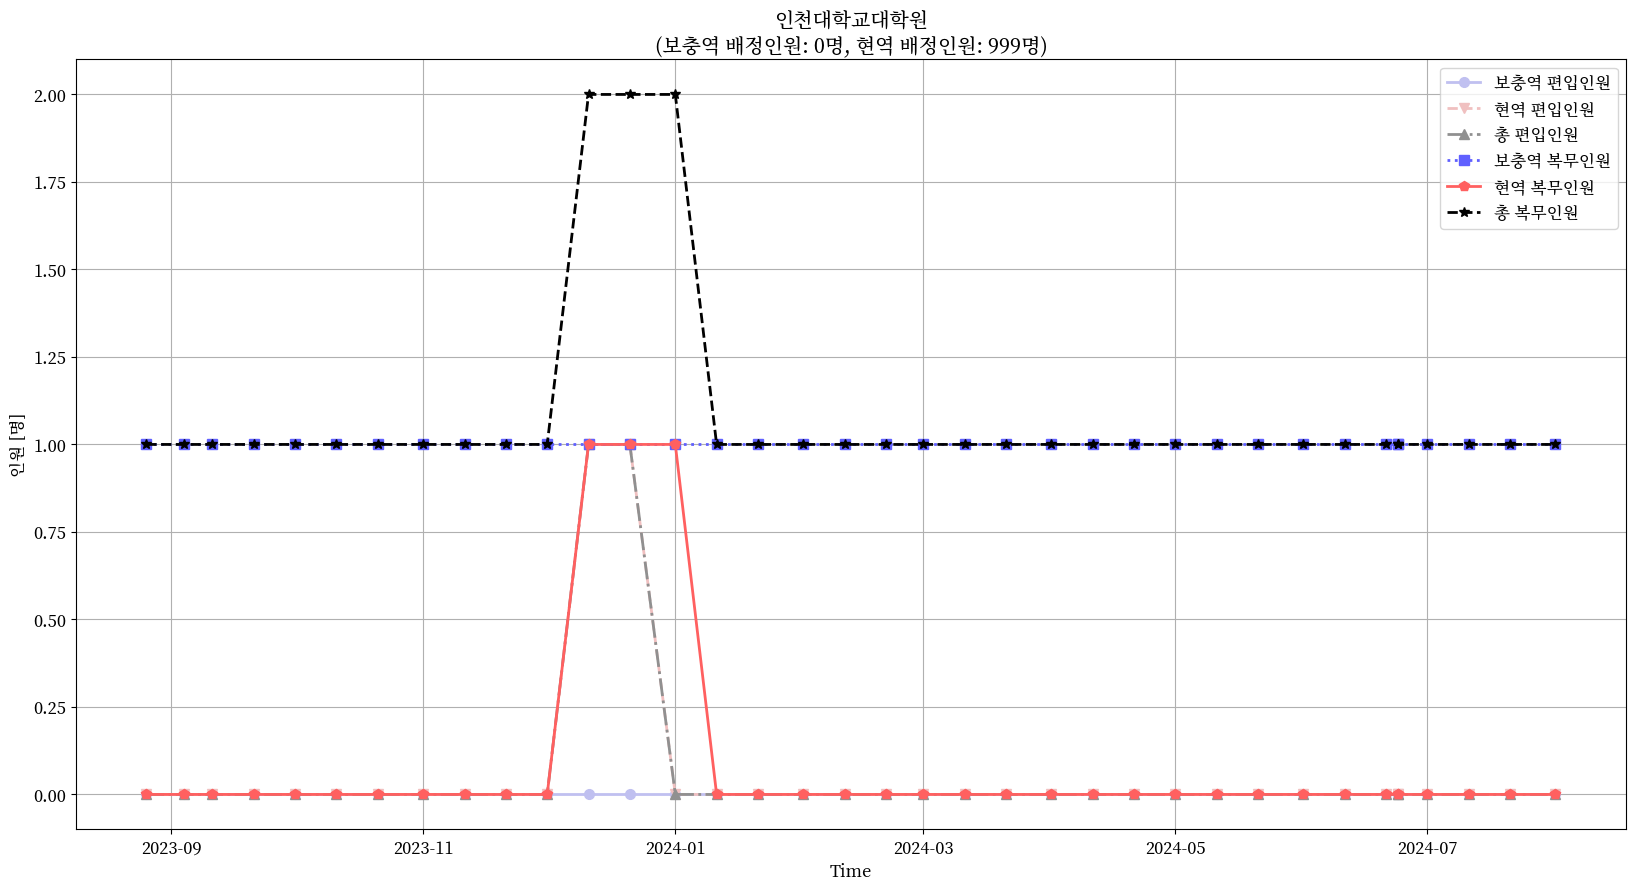 인천대학교대학원
(보충역 배정인원: 0명, 현역 배정인원: 999명)
보충역 편입인원
현역 편입인원
총 편입인원
보충역 복무인원
현역 복무인원
총 복무인원
인원 [명]
2.00
1.75
1.50
1.25
1.00
0.75
0.50
0.25
0.00
2023-09
2023-11
2024-01
2024-03
2024-05
2024-07
Time